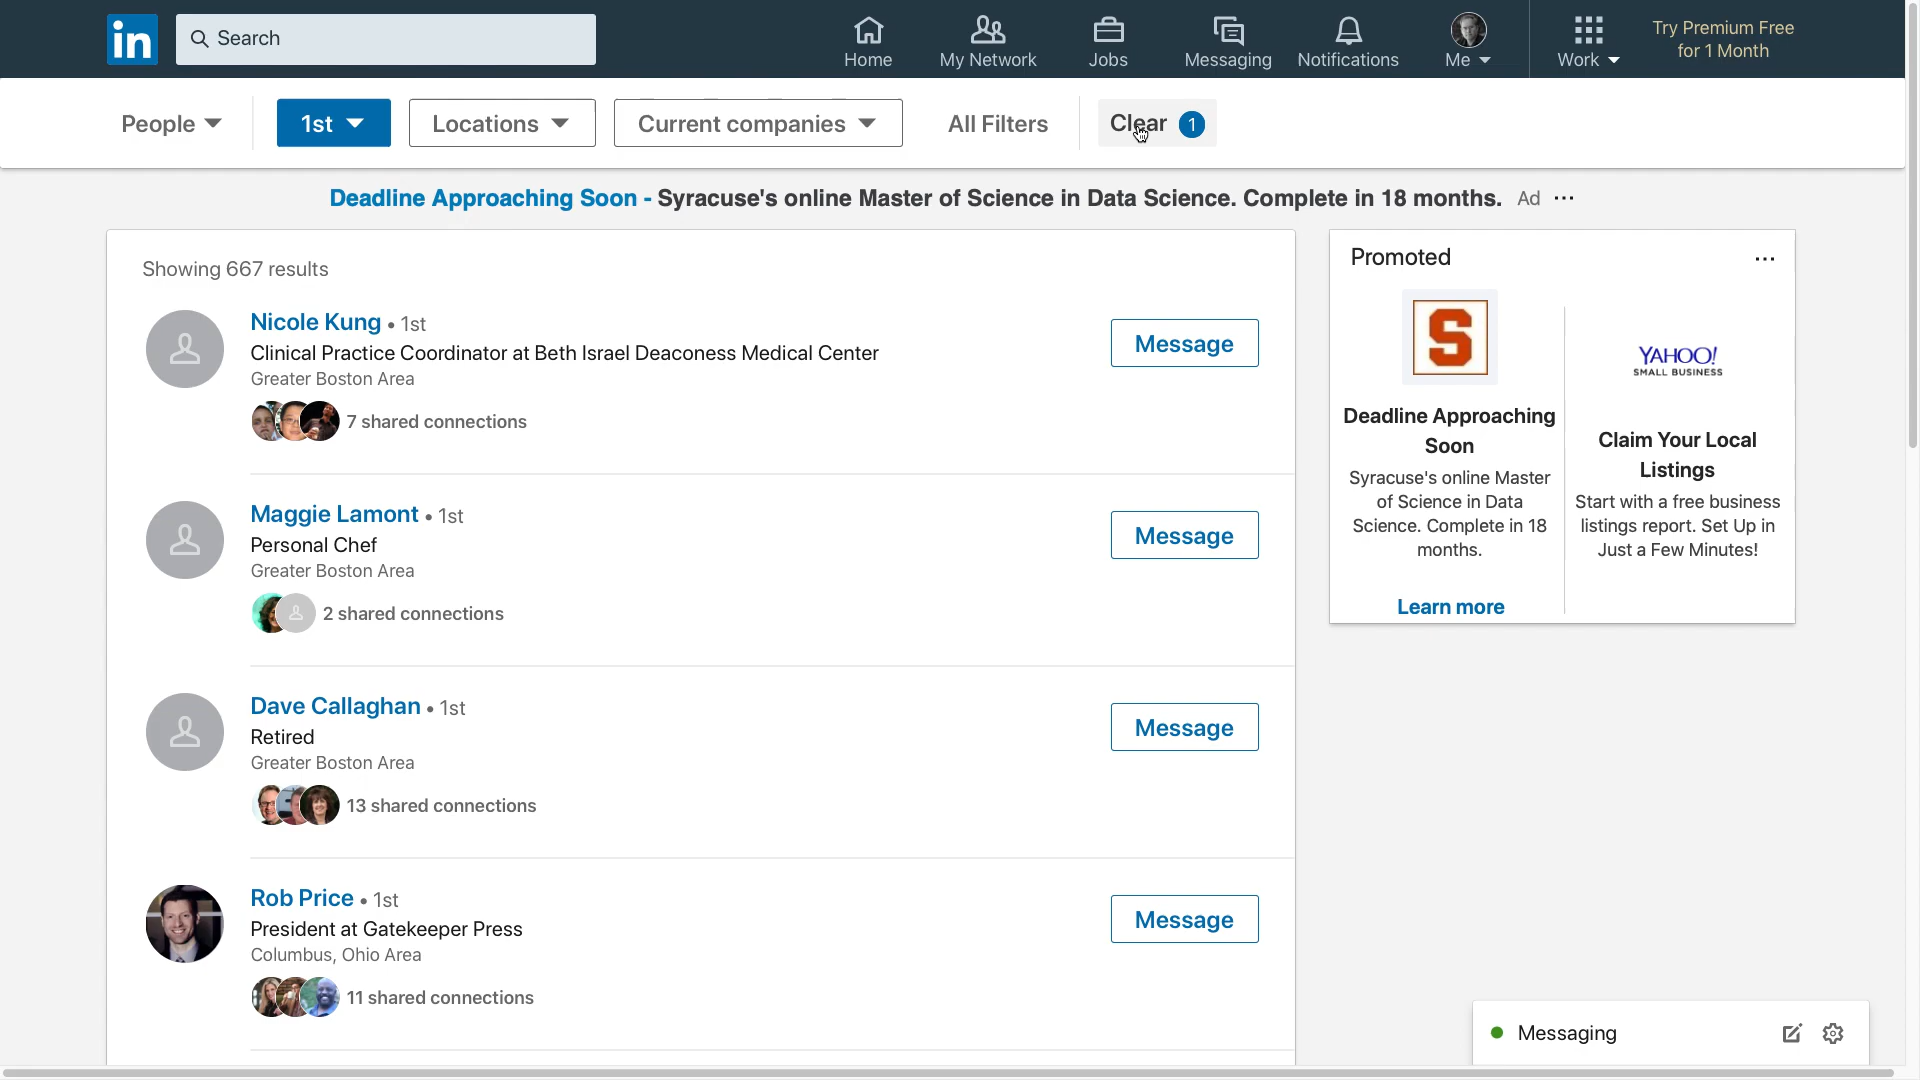 in Search Home My Network Jobs Messaging Notifications Me Work Try Premium Free
for 1 Month
People 1st Locations Current companies All Filters Clear 1
Deadline Approaching Soon - Syracuse's online Master of Science in Data Science. Complete in 18 months. Ad ...
Showing 667 results
Nicole Kung • 1st
Clinical Practice Coordinator at Beth Israel Deaconess Medical Center
Greater Boston Area
7 shared connections
Message
Maggie Lamont • 1st
Personal Chef
Greater Boston Area
2 shared connections
Message
Dave Callaghan • 1st
Retired
Greater Boston Area
13 shared connections
Message
Rob Price • 1st
President at Gatekeeper Press
Columbus, Ohio Area
11 shared connections
Message
Promoted ...
S
Deadline Approaching
Soon
Syracuse's online Master
of Science in Data
Science. Complete in 18
months.
Learn more
YAHOO!
SMALL BUSINESS
Claim Your Local
Listings
Start with a free business
listings report. Set Up in
Just a Few Minutes!
Messaging